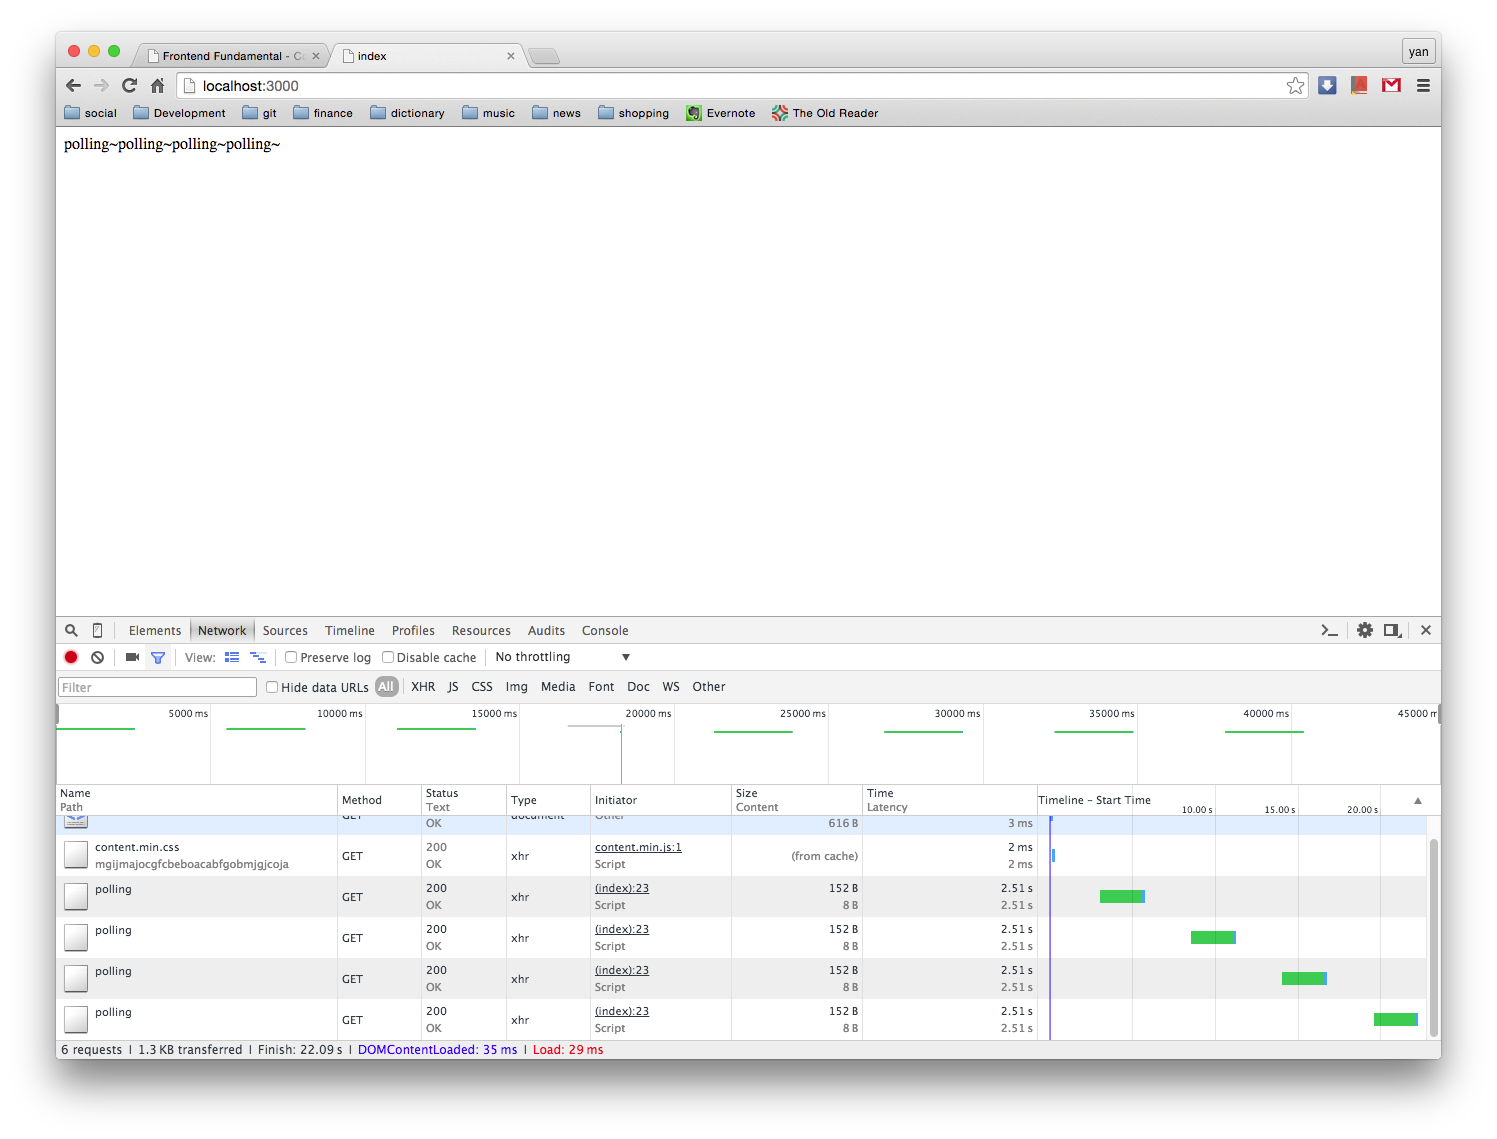 Frontend Fundamental - Co
index
yan
localhost:3000
social Development git finance dictionary music news shopping Evernote The Old Reader
polling~polling~polling~polling~
Elements Network Sources Timeline Profiles Resources Audits Console
View: Preserve log Disable cache No throttling
Filter Hide data URLs All XHR JS CSS Img Media Font Doc WS Other
5000 ms 10000 ms 15000 ms 20000 ms 25000 ms 30000 ms 35000 ms 40000 ms 45000 m
Name Method Status Type Initiator Size Time Timeline – Start Time
Path Text Content Latency 10.00 s 15.00 s 20.00 s
GET document Other
OK 616 B 3 ms
content.min.css GET 200 xhr content.min.js:1 (from cache) 2 ms
mgijmajocgfcbeboacabfgobmjgjcoja OK Script 2 ms
polling GET 200 xhr (index):23 152 B 2.51 s
OK Script 8 B 2.51 s
polling GET 200 xhr (index):23 152 B 2.51 s
OK Script 8 B 2.51 s
polling GET 200 xhr (index):23 152 B 2.51 s
OK Script 8 B 2.51 s
polling GET 200 xhr (index):23 152 B 2.51 s
OK Script 8 B 2.51 s
6 requests | 1.3 KB transferred | Finish: 22.09 s | DOMContentLoaded: 35 ms | Load: 29 ms